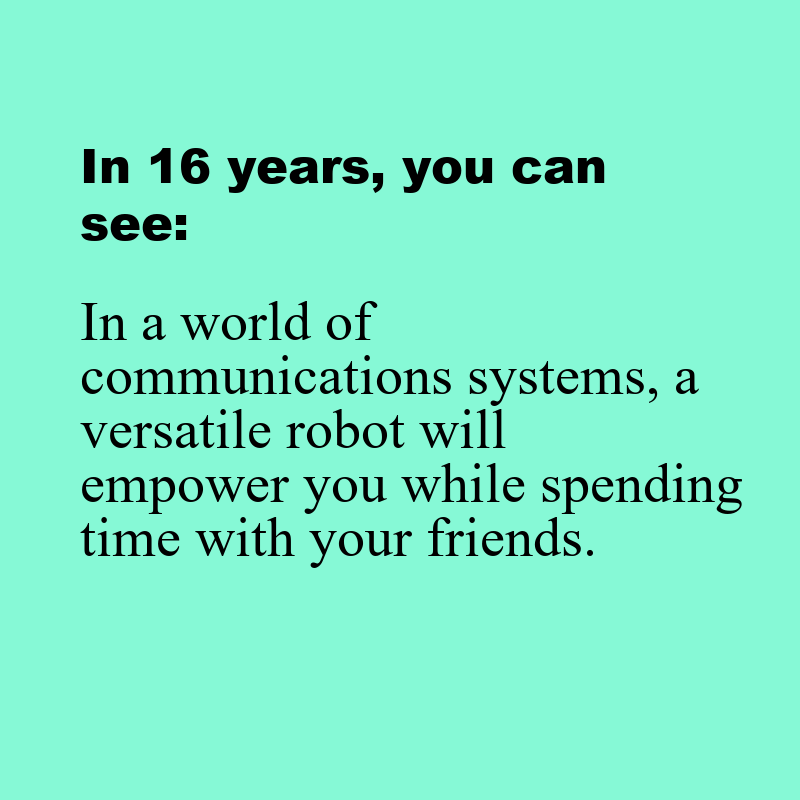 In 16 years, you can
see:
In a world of
communications systems, a
versatile robot will
empower you while spending
time with your friends.